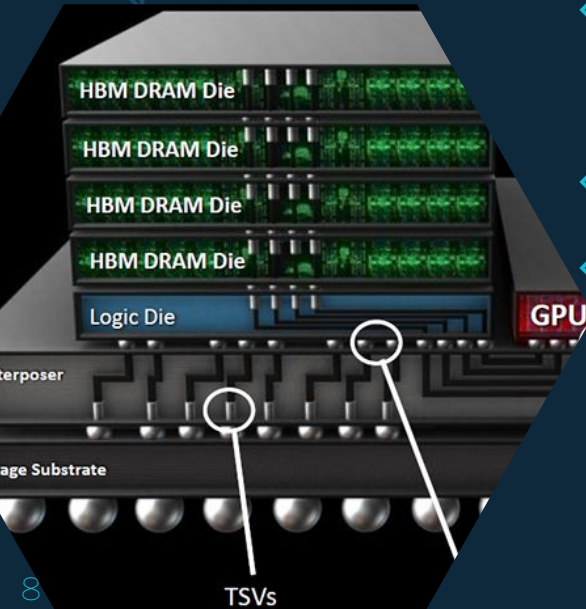 HBM DRAM Die
HBM DRAM Die
HBM DRAM Die
HBM DRAM Die
Logic Die
GPU
terposer
age Substrate
TSVs
8